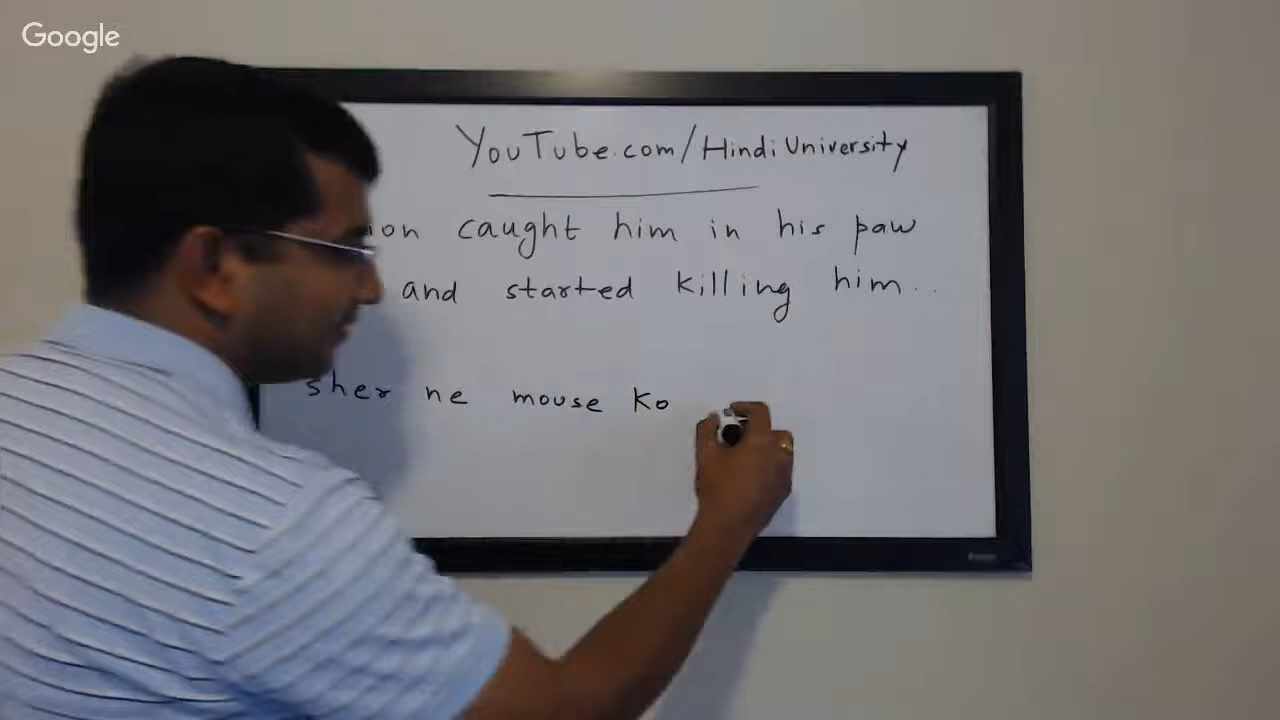 Google
YouTube.com/HindiUniversity
caught him in his paw
and started killing him..
sher ne mouse ko